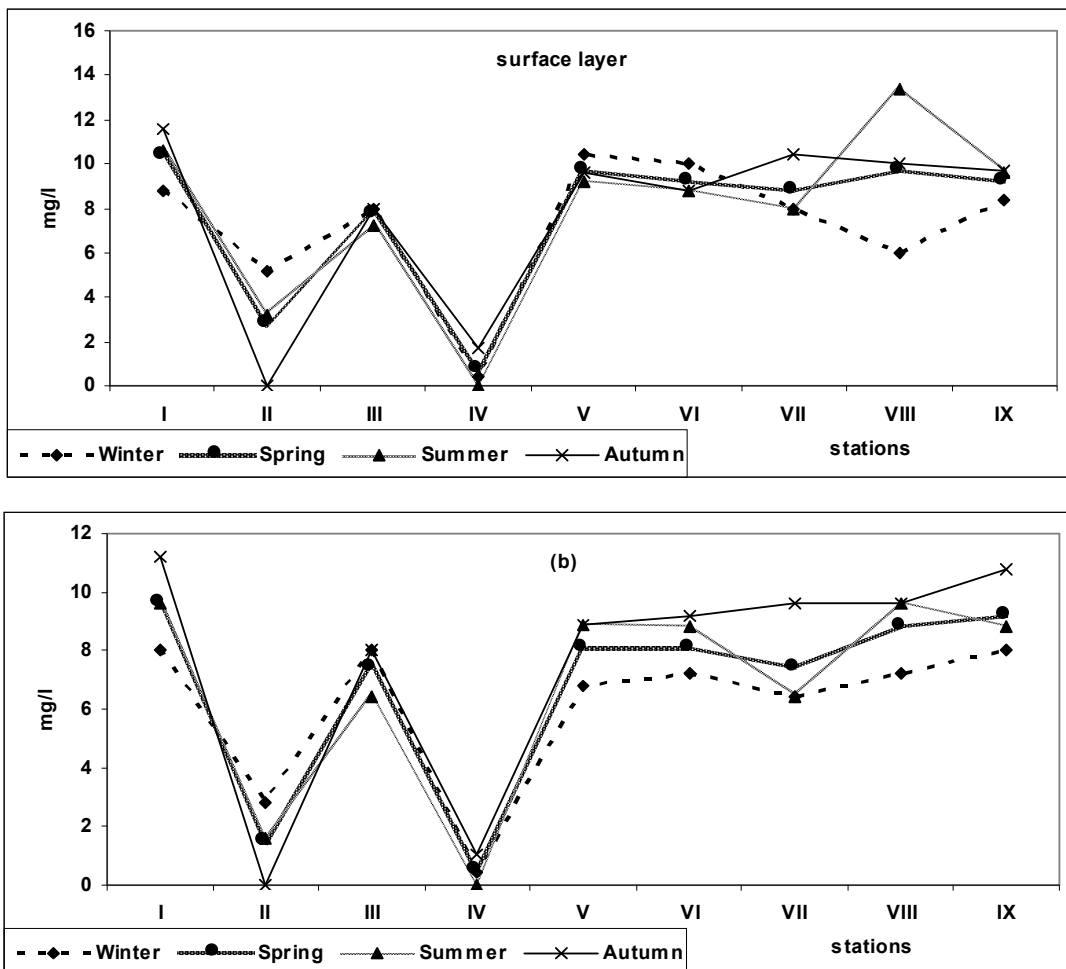 surface layer
16
14
12
10
8
6
4
2
0
mg/l
I II III IV V VI VII VIII IX
stations
Winter Spring Summer Autumn
(b)
12
10
8
6
4
2
0
mg/l
I II III IV V VI VII VIII IX
stations
Winter Spring Summer Autumn